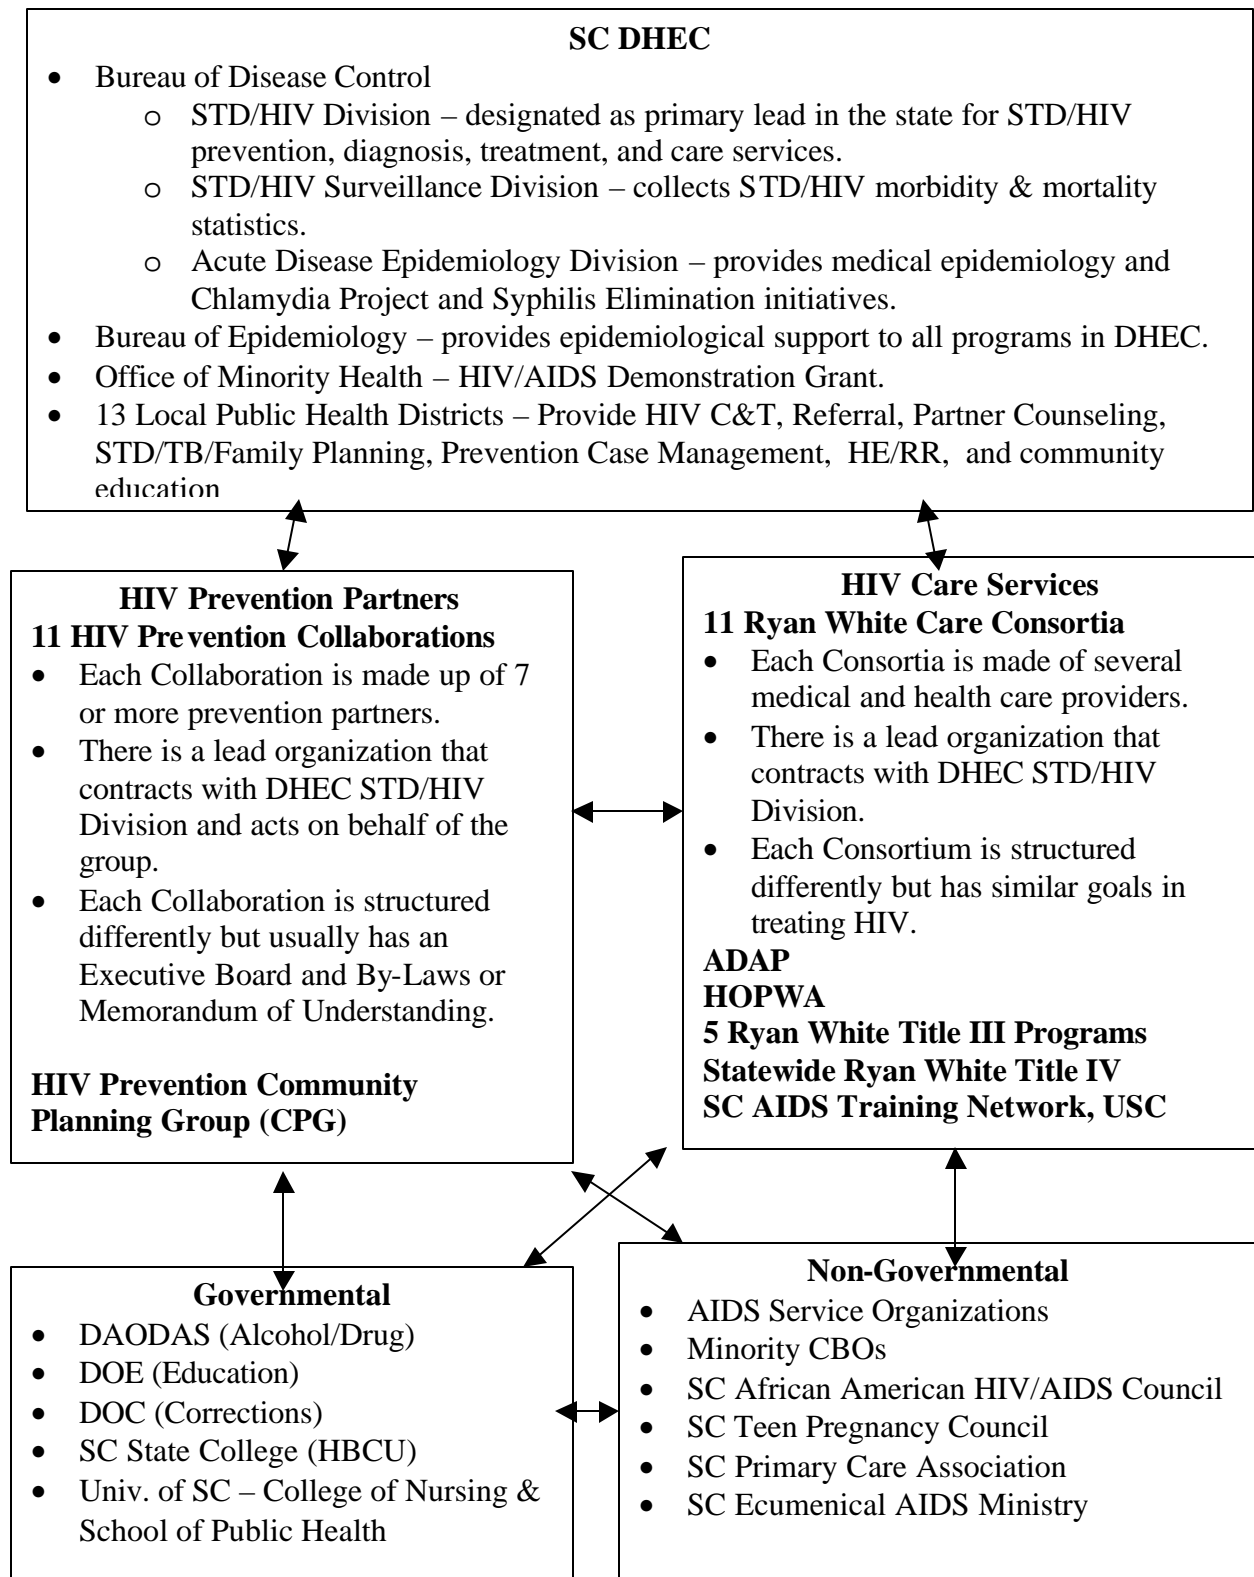 SC DHEC
• Bureau of Disease Control
o STD/HIV Division – designated as primary lead in the state for STD/HIV
prevention, diagnosis, treatment, and care services.
o STD/HIV Surveillance Division – collects STD/HIV morbidity & mortality
statistics.
o Acute Disease Epidemiology Division – provides medical epidemiology and
Chlamydia Project and Syphilis Elimination initiatives.
• Bureau of Epidemiology – provides epidemiological support to all programs in DHEC.
• Office of Minority Health – HIV/AIDS Demonstration Grant.
• 13 Local Public Health Districts – Provide HIV C&T, Referral, Partner Counseling,
STD/TB/Family Planning, Prevention Case Management, HE/RR, and community
education
HIV Prevention Partners
11 HIV Prevention Collaborations
• Each Collaboration is made up of 7
or more prevention partners.
• There is a lead organization that
contracts with DHEC STD/HIV
Division and acts on behalf of the
group.
• Each Collaboration is structured
differently but usually has an
Executive Board and By-Laws or
Memorandum of Understanding.
HIV Prevention Community
Planning Group (CPG)
HIV Care Services
11 Ryan White Care Consortia
• Each Consortia is made of several
medical and health care providers.
• There is a lead organization that
contracts with DHEC STD/HIV
Division.
• Each Consortium is structured
differently but has similar goals in
treating HIV.
ADAP
HOPWA
5 Ryan White Title III Programs
Statewide Ryan White Title IV
SC AIDS Training Network, USC
Governmental
• DAODAS (Alcohol/Drug)
• DOE (Education)
• DOC (Corrections)
• SC State College (HBCU)
• Univ. of SC – College of Nursing &
School of Public Health
Non-Governmental
• AIDS Service Organizations
• Minority CBOs
• SC African American HIV/AIDS Council
• SC Teen Pregnancy Council
• SC Primary Care Association
• SC Ecumenical AIDS Ministry